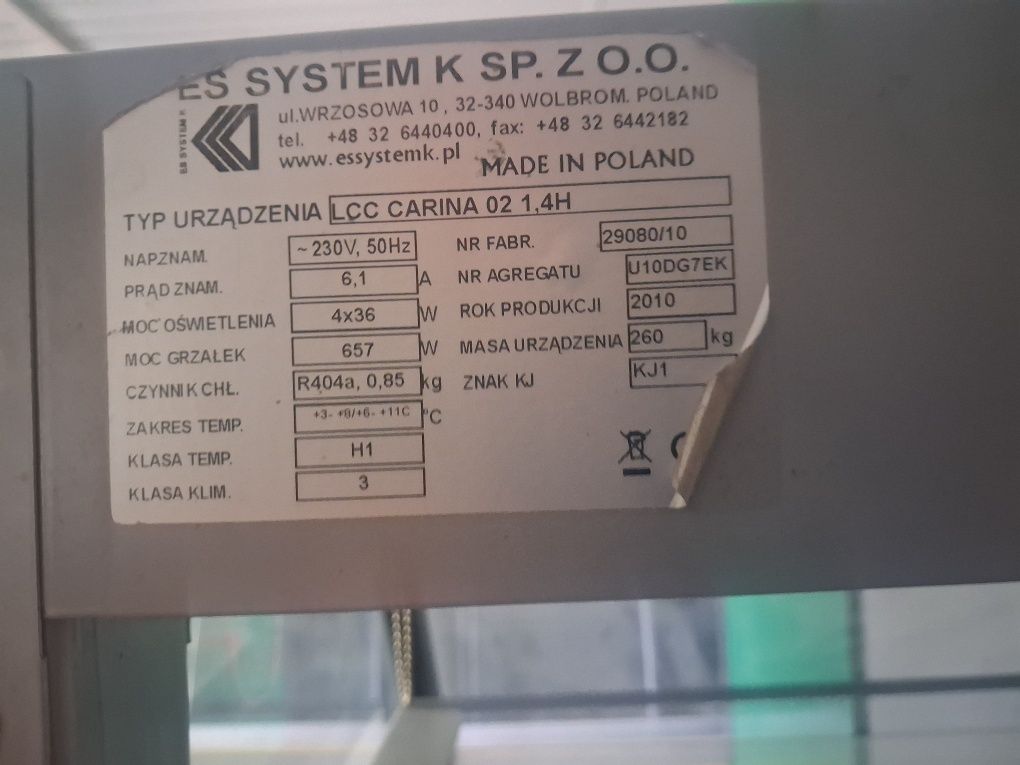 ES SYSTEM K SP. Z O.O.
ES SYSTEM K
ul.WRZOSOWA 10 , 32-340 WOLBROM. POLAND
tel. +48 32 6440400, fax: +48 32 6442182
www.essystemk.pl MADE IN POLAND
TYP URZĄDZENIA LCC CARINA 02 1,4H
NAPZNAM. ~ 230V, 50Hz NR FABR. 29080/10
PRĄD ZNAM. 6,1 A NR AGREGATU U10DG7EK
MOC OŚWIETLENIA 4x36 W ROK PRODUKCJI 2010
MOC GRZAŁEK 657 W MASA URZĄDZENIA 260 kg
CZYNNIK CHŁ. R404a, 0,85 kg ZNAK KJ KJ1
ZAKRES TEMP. +3- +8/+6- +11C °C
KLASA TEMP. H1
KLASA KLIM. 3